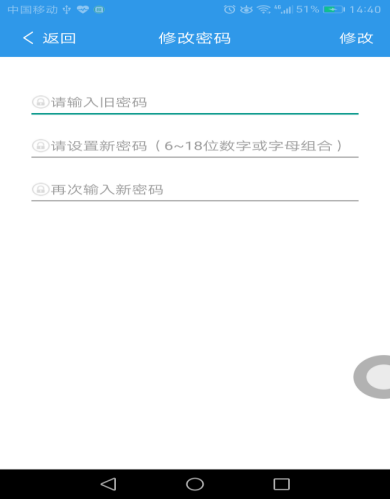 中国移动 51% 14:40
返回 修改密码 修改
请输入旧密码
请设置新密码（6~18位数字或字母组合）
再次输入新密码